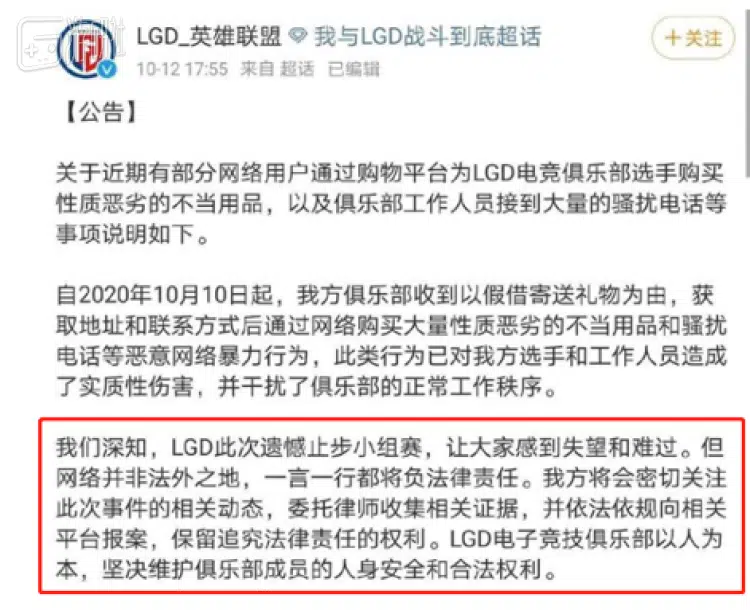 LGD_英雄联盟 我与LGD战斗到底超话
+关注
10-12 17:55 来自 超话 已编辑
【公告】
关于近期有部分网络用户通过购物平台为LGD电竞俱乐部选手购买
性质恶劣的不当用品，以及俱乐部工作人员接到大量的骚扰电话等
事项说明如下。
自2020年10月10日起，我方俱乐部收到以假借寄送礼物为由，获
取地址和联系方式后通过网络购买大量性质恶劣的不当用品和骚扰
电话等恶意网络暴力行为，此类行为已对我方选手和工作人员造成
了实质性伤害，并干扰了俱乐部的正常工作秩序。
我们深知，LGD此次遗憾止步小组赛，让大家感到失望和难过。但
网络并非法外之地，一言一行都将负法律责任。我方将会密切关注
此次事件的相关动态，委托律师收集相关证据，并依法依规向相关
平台报案，保留追究法律责任的权利。LGD电子竞技俱乐部以人为
本，坚决维护俱乐部成员的人身安全和合法权利。